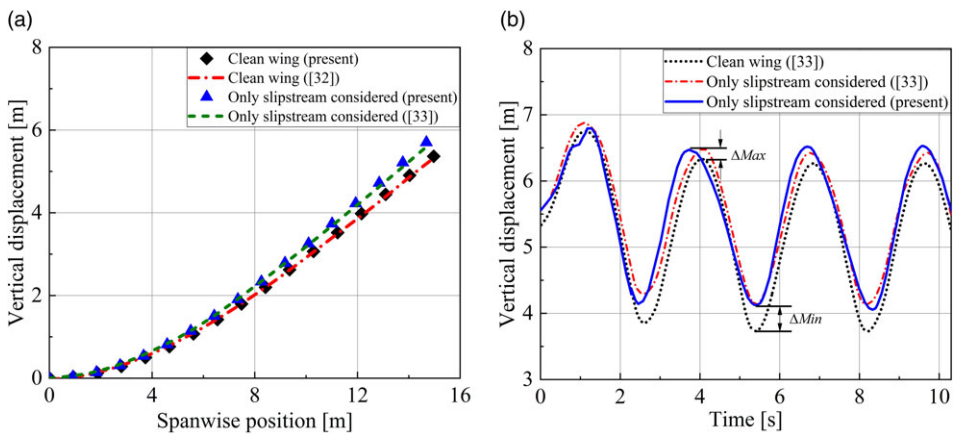 (a)
8
6
4
2
0
0
4
8
12
16
Vertical displacement [m]
Spanwise position [m]
Clean wing (present)
Clean wing ([32])
Only slipstream considered (present)
Only slipstream considered ([33])
(b)
8
7
6
5
4
3
0
2
4
6
8
10
Vertical displacement [m]
Time [s]
Clean wing ([33])
Only slipstream considered ([33])
Only slipstream considered (present)
ΔMax
ΔMin